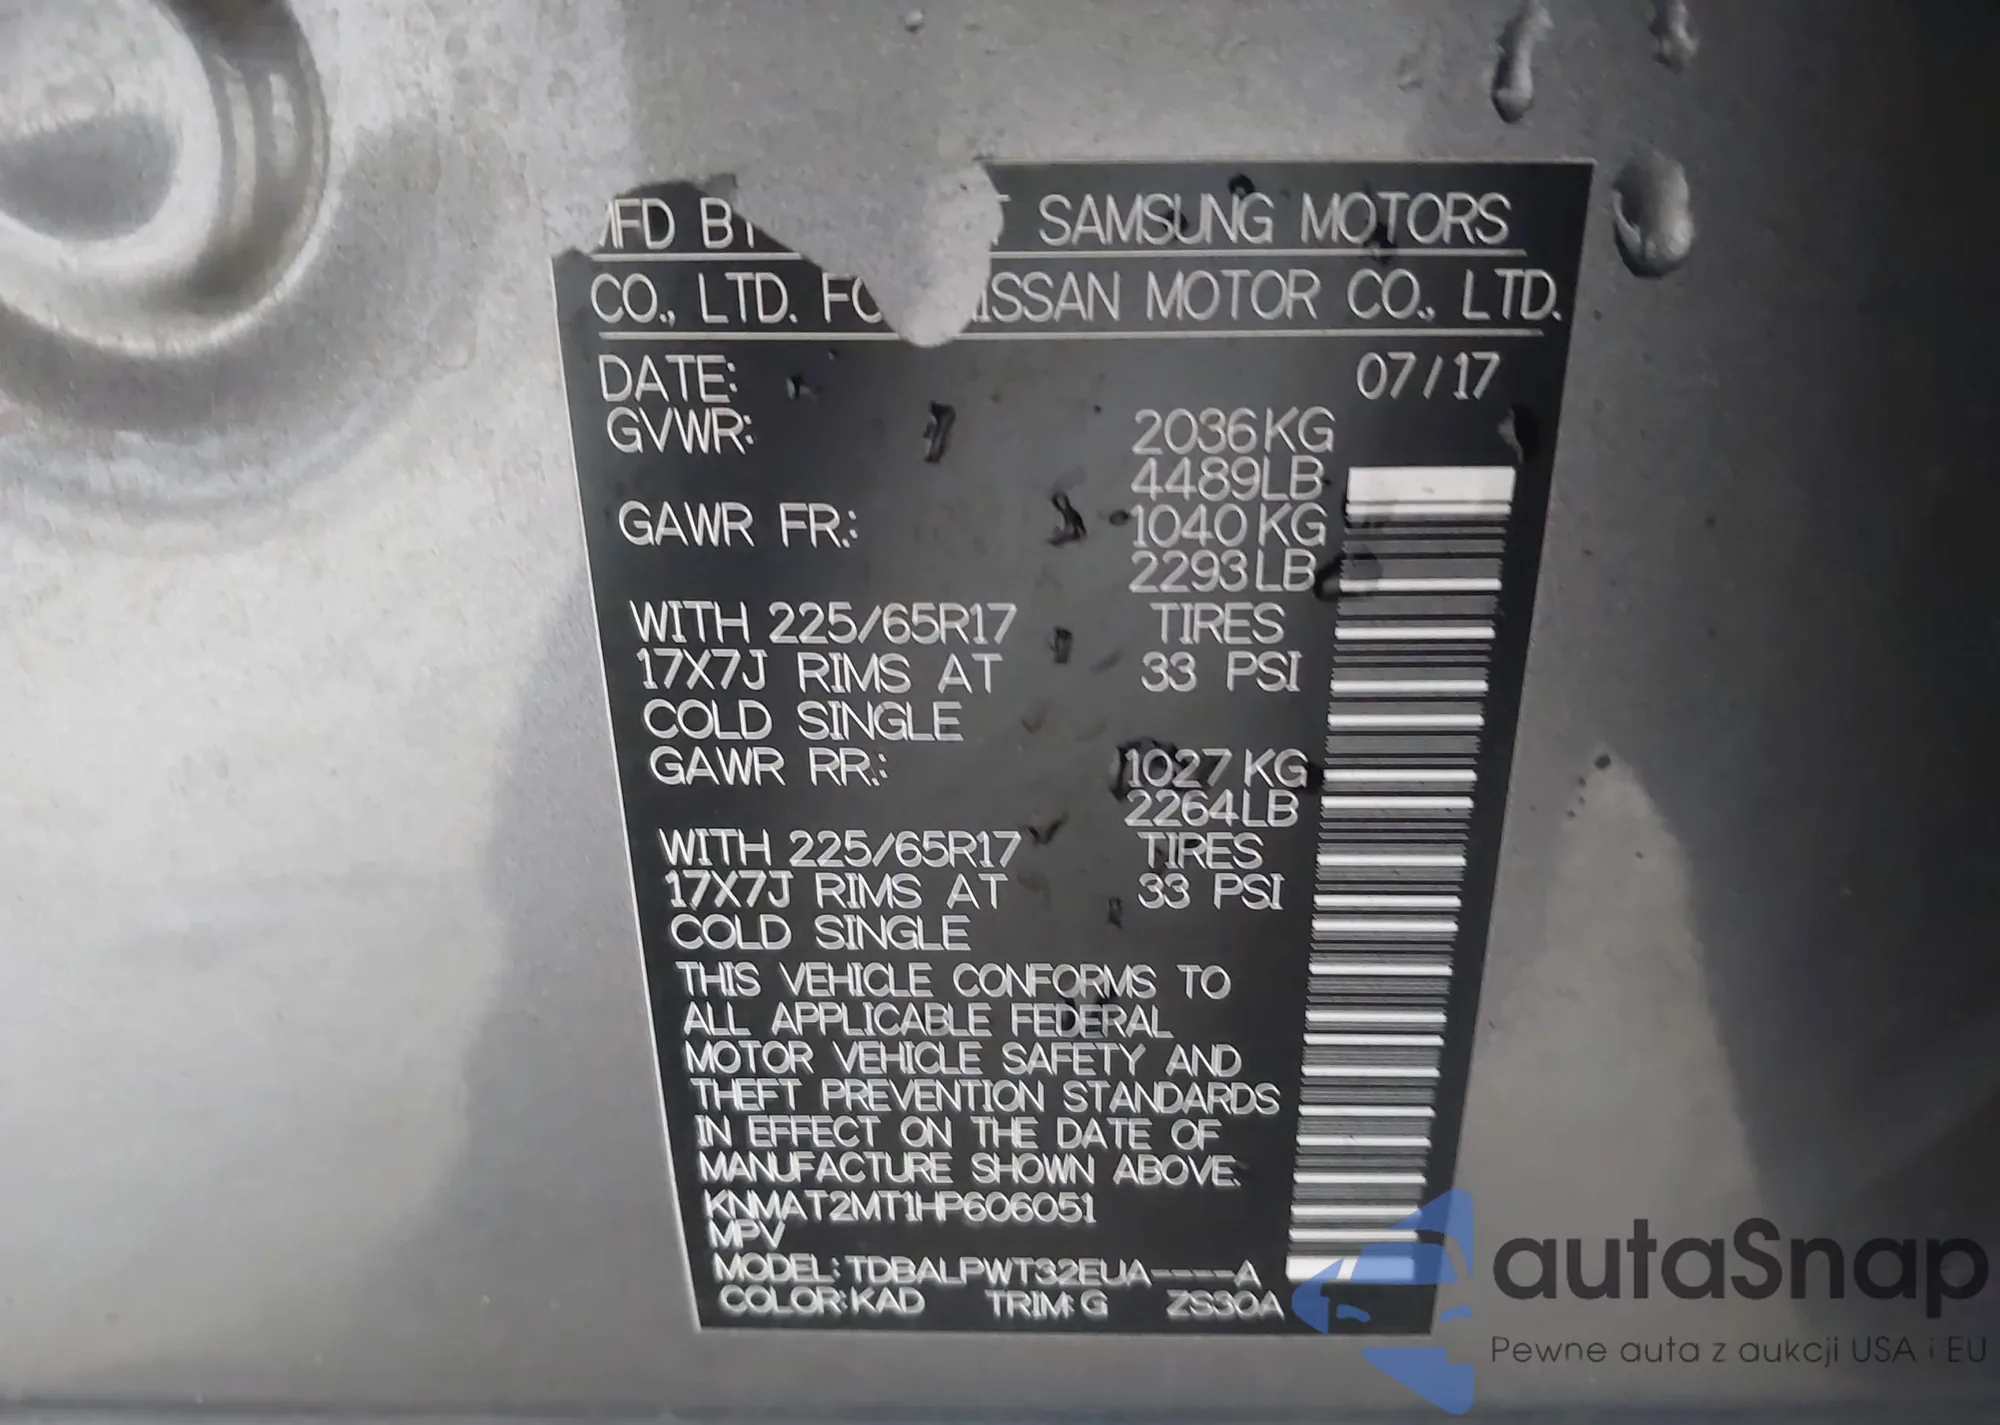 MFD BY T SAMSUNG MOTORS
CO., LTD. FO ISSAN MOTOR CO., LTD.
DATE: 07/17
GVWR: 2036KG
4489LB
GAWR FR.: 1040KG
2293LB
WITH 225/65R17 TIRES
17X7J RIMS AT 33 PSI
COLD SINGLE
GAWR RR.: 1027KG
2264LB
WITH 225/65R17 TIRES
17X7J RIMS AT 33 PSI
COLD SINGLE
THIS VEHICLE CONFORMS TO
ALL APPLICABLE FEDERAL
MOTOR VEHICLE SAFETY AND
THEFT PREVENTION STANDARDS
IN EFFECT ON THE DATE OF
MANUFACTURE SHOWN ABOVE.
KNMAT2MT1HP606051
MPV
MODEL:TDBALPWT32EUA----A
COLOR:KAD TRIM:G ZS30A
autaSnap
Pewne auta z aukcji USA i EU